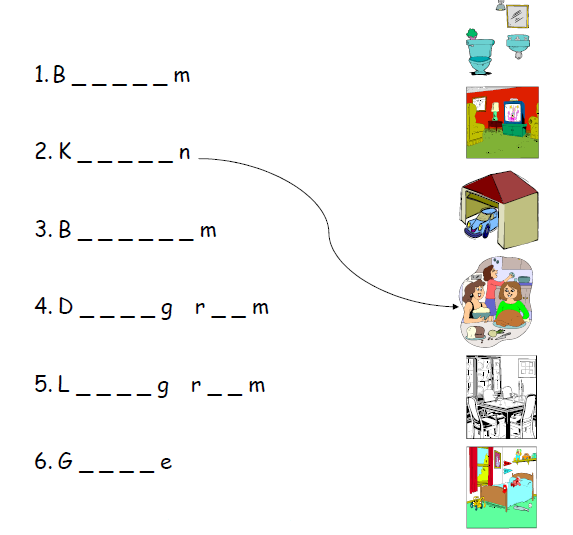 1. B _ _ _ _ _ m
2. K _ _ _ _ _ n
3. B _ _ _ _ _ _ m
4. D _ _ _ _ g r _ _ m
5. L _ _ _ _ g r _ _ m
6. G _ _ _ _ e